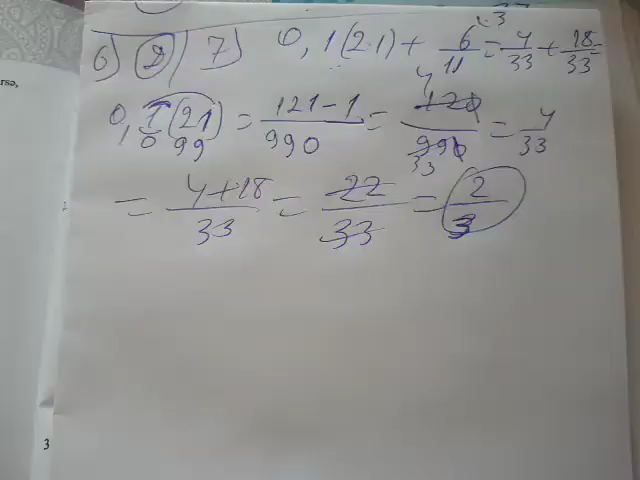 6) 2) 7) 0,1(21) + 6/11 = 4/33 + 18/33
0,1(21) = 121-1/990 = 120/990 = 4/33
= 4+18/33 = 22/33 = 2/3
3